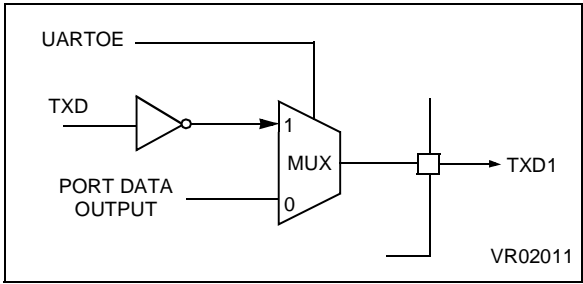 UARTOE
TXD
1
MUX
TXD1
PORT DATA
OUTPUT
0
VR02011